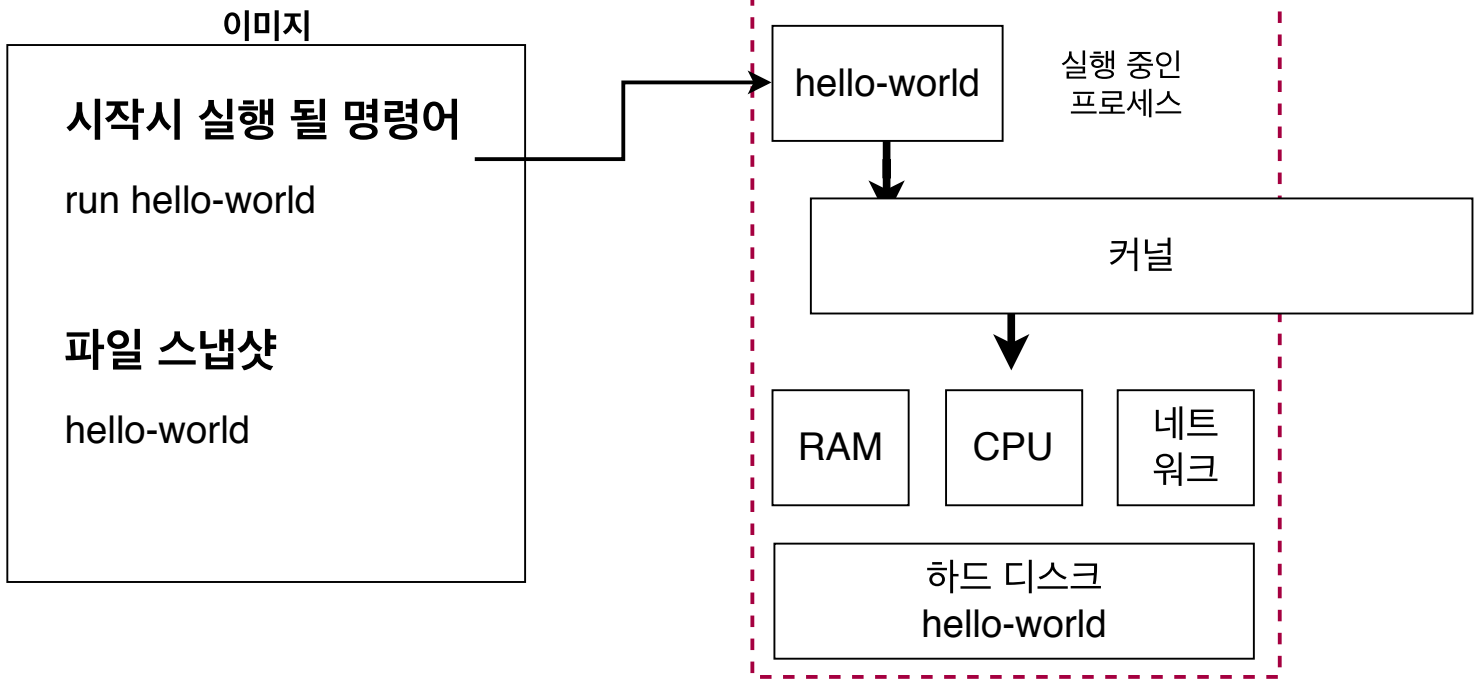 이미지
시작시 실행 될 명령어
run hello-world
파일 스냅샷
hello-world
hello-world
실행 중인
프로세스
커널
RAM
CPU
네트
워크
하드 디스크
hello-world